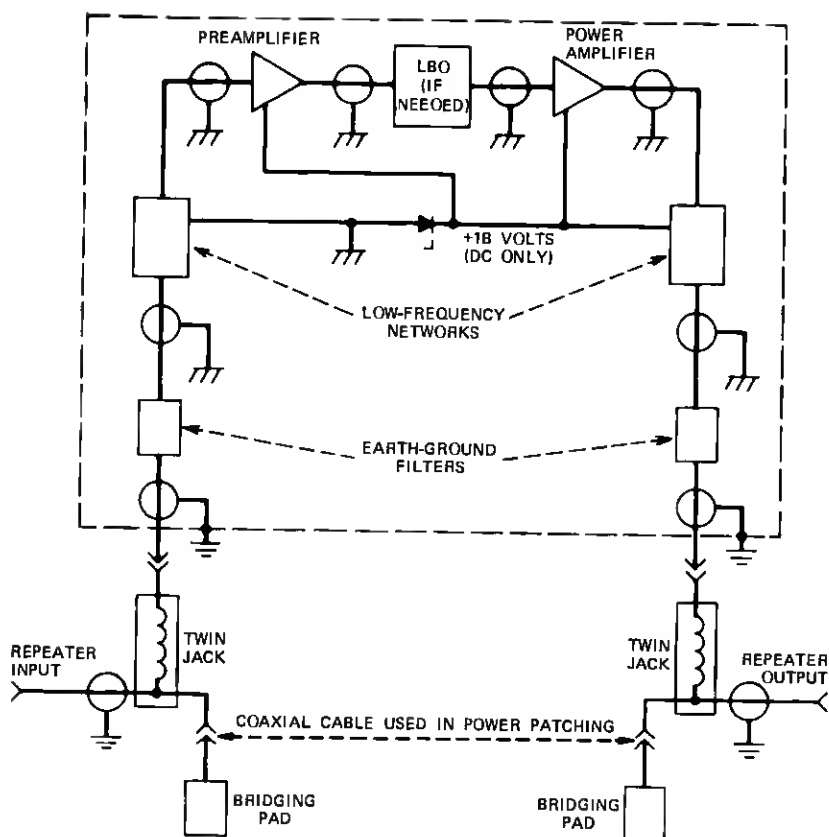 PREAMPLIFIER
POWER
AMPLIFIER
LBO
(IF
NEEOED)
+1B VOLTS
(DC ONLY)
LOW-FREQUENCY
NETWORKS
EARTH-GROUND
FILTERS
REPEATER
INPUT
TWIN
JACK
TWIN
JACK
REPEATER
OUTPUT
COAXIAL CABLE USED IN POWER PATCHING
BRIDGING
PAD
BRIDGING
PAD